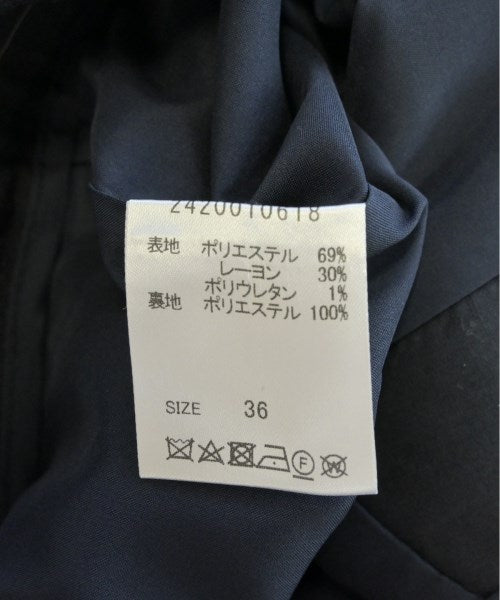 2420010618
表地 ポリエステル 69%
レーヨン 30%
ポリウレタン 1%
裏地 ポリエステル 100%
SIZE 36